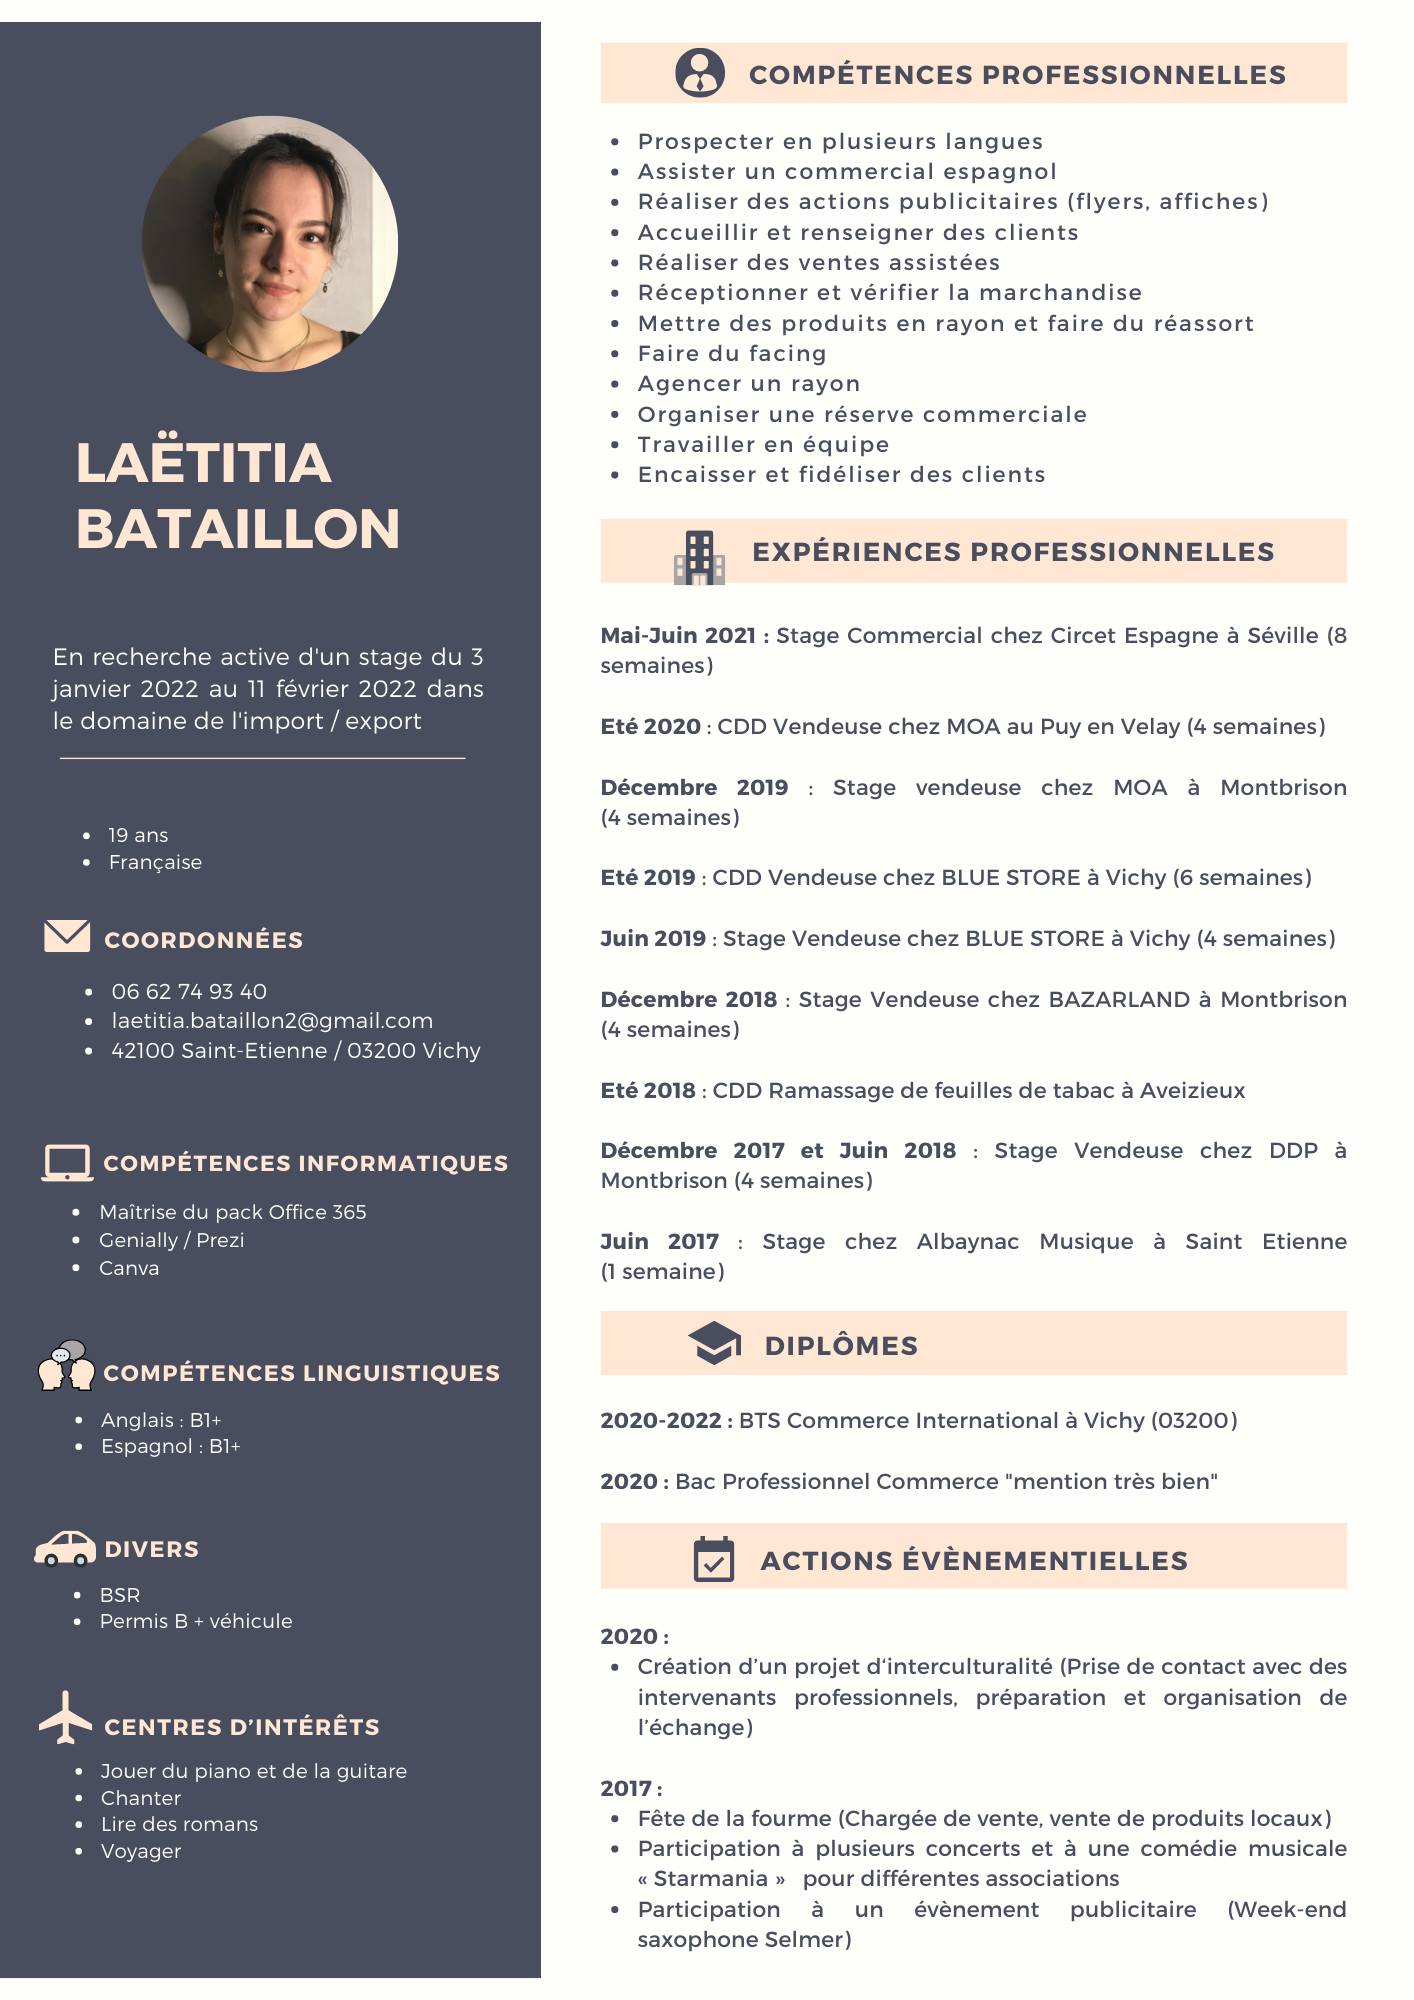 LAËTITIA
BATAILLON
En recherche active d'un stage du 3
janvier 2022 au 11 février 2022 dans
le domaine de l'import / export
19 ans
Française
COORDONNÉES
06 62 74 93 40
laetitia.bataillon2@gmail.com
42100 Saint-Etienne / 03200 Vichy
COMPÉTENCES INFORMATIQUES
Maîtrise du pack Office 365
Genially / Prezi
Canva
COMPÉTENCES LINGUISTIQUES
Anglais : B1+
Espagnol : B1+
DIVERS
BSR
Permis B + véhicule
CENTRES D’INTÉRÊTS
Jouer du piano et de la guitare
Chanter
Lire des romans
Voyager
COMPÉTENCES PROFESSIONNELLES
Prospecter en plusieurs langues
Assister un commercial espagnol
Réaliser des actions publicitaires (flyers, affiches)
Accueillir et renseigner des clients
Réaliser des ventes assistées
Réceptionner et vérifier la marchandise
Mettre des produits en rayon et faire du réassort
Faire du facing
Agencer un rayon
Organiser une réserve commerciale
Travailler en équipe
Encaisser et fidéliser des clients
EXPÉRIENCES PROFESSIONNELLES
Mai-Juin 2021 : Stage Commercial chez Circet Espagne à Séville (8
semaines)
Eté 2020 : CDD Vendeuse chez MOA au Puy en Velay (4 semaines)
Décembre 2019 : Stage vendeuse chez MOA à Montbrison
(4 semaines)
Eté 2019 : CDD Vendeuse chez BLUE STORE à Vichy (6 semaines)
Juin 2019 : Stage Vendeuse chez BLUE STORE à Vichy (4 semaines)
Décembre 2018 : Stage Vendeuse chez BAZARLAND à Montbrison
(4 semaines)
Eté 2018 : CDD Ramassage de feuilles de tabac à Aveizieux
Décembre 2017 et Juin 2018 : Stage Vendeuse chez DDP à
Montbrison (4 semaines)
Juin 2017 : Stage chez Albaynac Musique à Saint Etienne
(1 semaine)
DIPLÔMES
2020-2022 : BTS Commerce International à Vichy (03200)
2020 : Bac Professionnel Commerce "mention très bien"
ACTIONS ÉVÈNEMENTIELLES
2020 :
Création d’un projet d‘interculturalité (Prise de contact avec des
intervenants professionnels, préparation et organisation de
l’échange)
2017 :
Fête de la fourme (Chargée de vente, vente de produits locaux)
Participation à plusieurs concerts et à une comédie musicale
« Starmania » pour différentes associations
Participation à un évènement publicitaire (Week-end
saxophone Selmer)